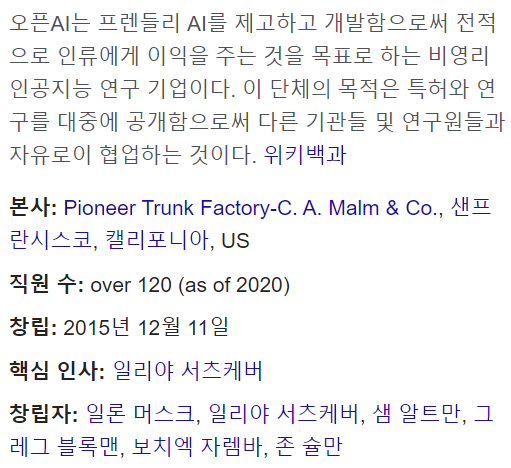 오픈AI는 프렌들리 AI를 제고하고 개발함으로써 전적
으로 인류에게 이익을 주는 것을 목표로 하는 비영리
인공지능 연구 기업이다. 이 단체의 목적은 특허와 연
구를 대중에 공개함으로써 다른 기관들 및 연구원들과
자유로이 협업하는 것이다. 위키백과
본사: Pioneer Trunk Factory-C. A. Malm & Co., 샌프
란시스코, 캘리포니아, US
직원 수: over 120 (as of 2020)
창립: 2015년 12월 11일
핵심 인사: 일리야 서츠케버
창립자: 일론 머스크, 일리야 서츠케버, 샘 알트만, 그
레그 블록맨, 보치엑 자렘바, 존 슐만